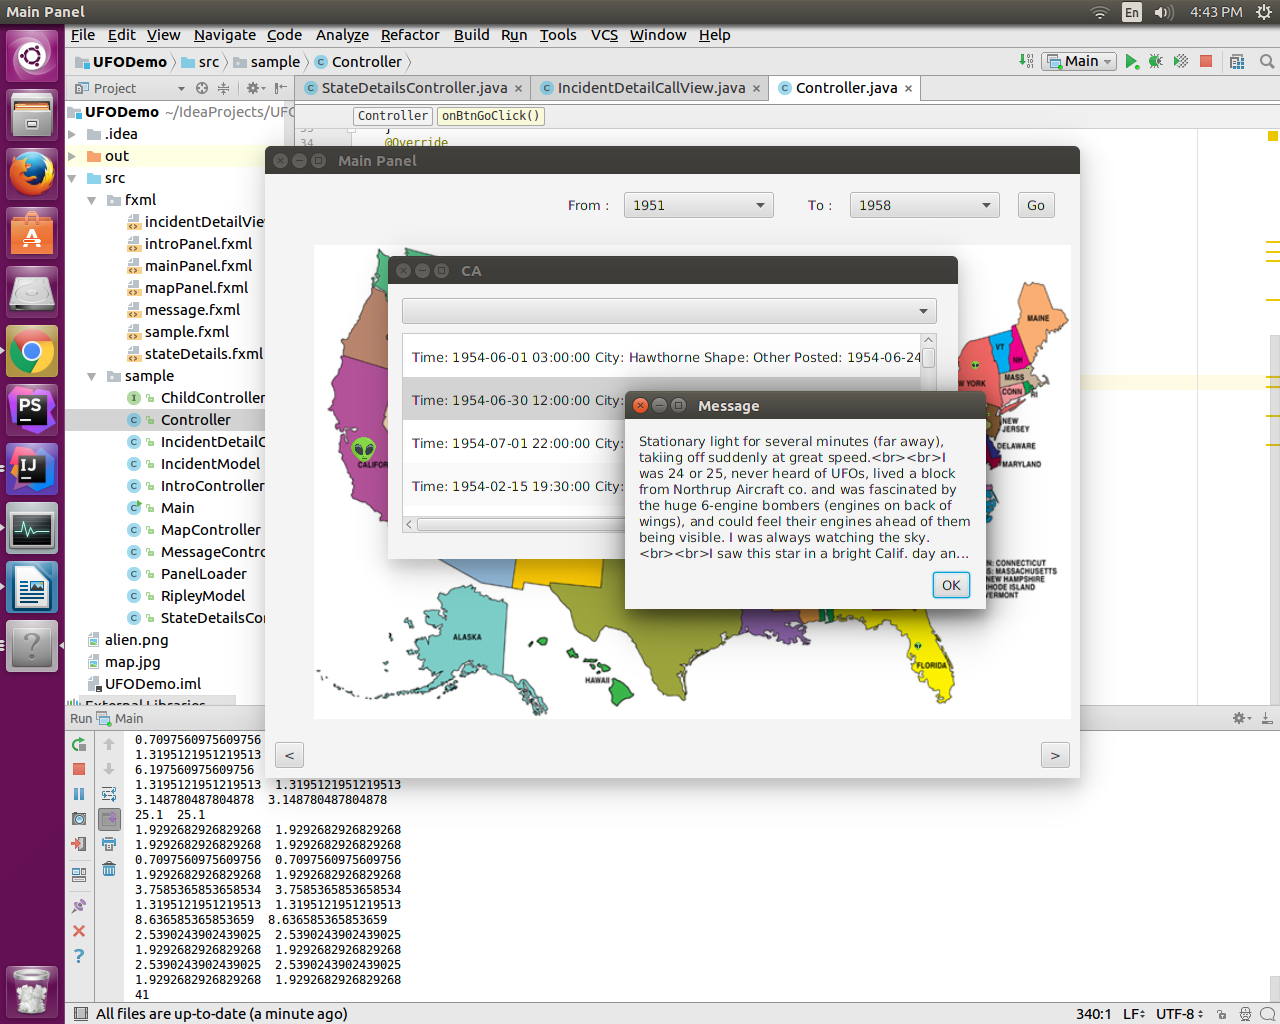 Main Panel
En
4:43 PM
File Edit View Navigate Code Analyze Refactor Build Run Tools VCS Window Help
UFODemo src sample Controller
Main
Project
StateDetailsController.java × IncidentDetailCallView.java × Controller.java ×
UFODemo ~/IdeaProjects/UFO
Controller onBtnGoClick()
.idea
34 @Override
out
src
fxml
incidentDetailVie
introPanel.fxml
mainPanel.fxml
mapPanel.fxml
message.fxml
sample.fxml
stateDetails.fxml
sample
ChildController
Controller
IncidentDetailC
IncidentModel
IntroController
Main
MapController
MessageContro
PanelLoader
RipleyModel
StateDetailsCon
alien.png
map.jpg
UFODemo.iml
External Libraries
Main Panel
From : 1951 To : 1958 Go
CA
Time: 1954-06-01 03:00:00 City: Hawthorne Shape: Other Posted: 1954-06-24
Time: 1954-06-30 12:00:00 City:
Time: 1954-07-01 22:00:00 City:
Time: 1954-02-15 19:30:00 City:
Message
Stationary light for several minutes (far away),
takiing off suddenly at great speed.<br><br>I
was 24 or 25, never heard of UFOs, lived a block
from Northrup Aircraft co. and was fascinated by
the huge 6-engine bombers (engines on back of
wings), and could feel their engines ahead of them
being visible. I was always watching the sky.
<br><br>I saw this star in a bright Calif. day an...
OK
MAINE
VT
NH
W YORK
MASS
CONN
RI
NEW
JERSEY
DELAWARE
MARYLAND
CALIFOR
: CONNECTICUT
S: MASSACHUSETTS
NEW HAMPSHIRE
HODE ISLAND
VERMONT
ALASKA
HAWAII
FLORIDA
< >
Run Main
0.7097560975609756
1.3195121951219513
6.197560975609756
1.3195121951219513 1.3195121951219513
3.148780487804878 3.148780487804878
25.1 25.1
1.9292682926829268 1.9292682926829268
1.9292682926829268 1.9292682926829268
0.7097560975609756 0.7097560975609756
1.9292682926829268 1.9292682926829268
3.7585365853658534 3.7585365853658534
1.3195121951219513 1.3195121951219513
8.636585365853659 8.636585365853659
2.5390243902439025 2.5390243902439025
1.9292682926829268 1.9292682926829268
2.5390243902439025 2.5390243902439025
1.9292682926829268 1.9292682926829268
41
All files are up-to-date (a minute ago)
340:1 LF UTF-8
PS
IJ